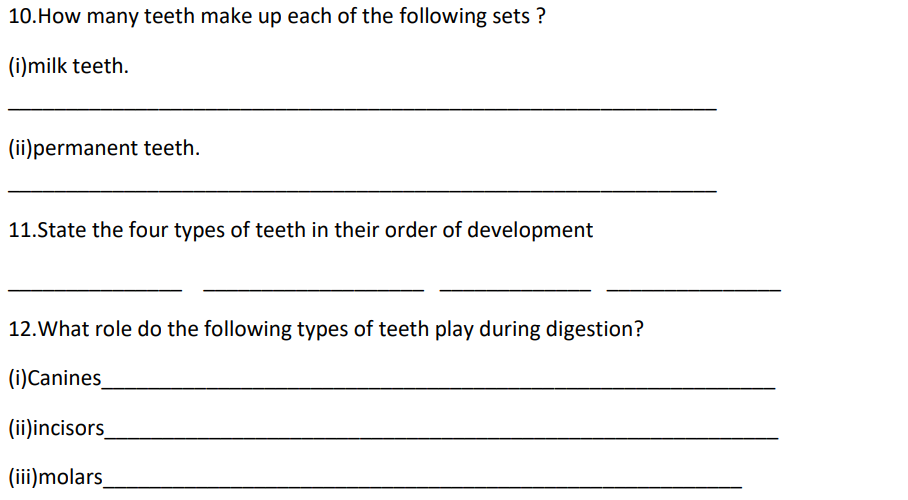 10.How many teeth make up each of the following sets ?
(i)milk teeth.
(ii)permanent teeth.
11.State the four types of teeth in their order of development
12.What role do the following types of teeth play during digestion?
(i)Canines
(ii)incisors
(iii)molars